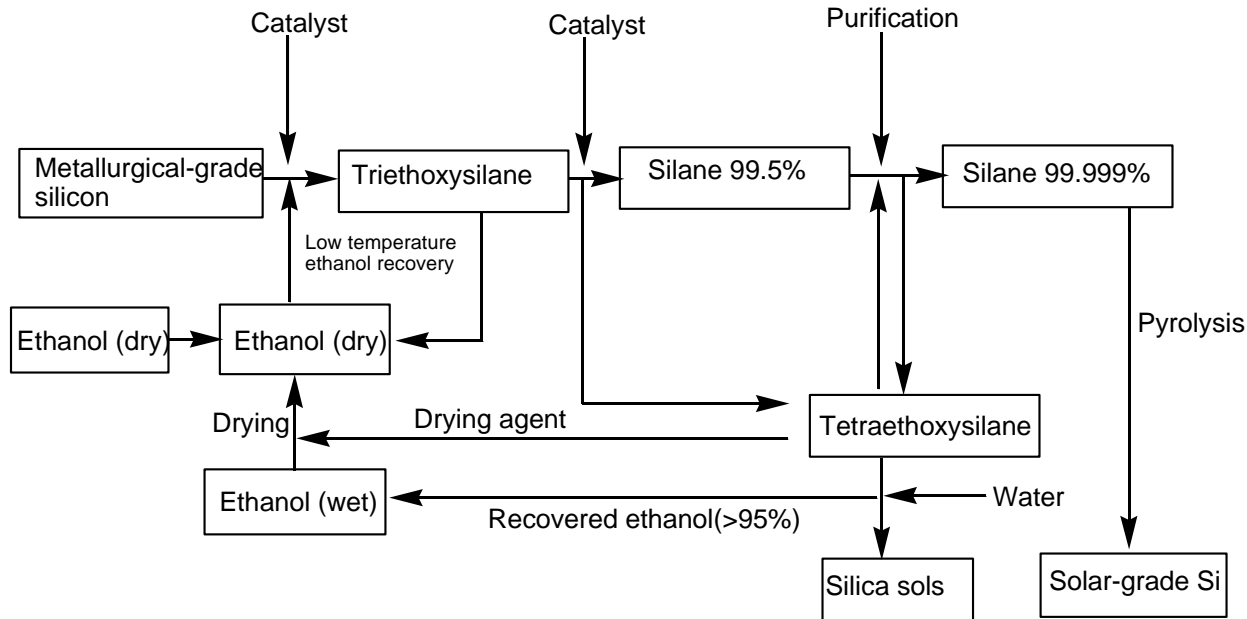 Catalyst
Catalyst
Purification
Metallurgical-grade
silicon
Triethoxysilane
Silane 99.5%
Silane 99.999%
Low temperature
ethanol recovery
Ethanol (dry)
Ethanol (dry)
Pyrolysis
Drying
Drying agent
Tetraethoxysilane
Ethanol (wet)
Recovered ethanol(>95%)
Water
Silica sols
Solar-grade Si